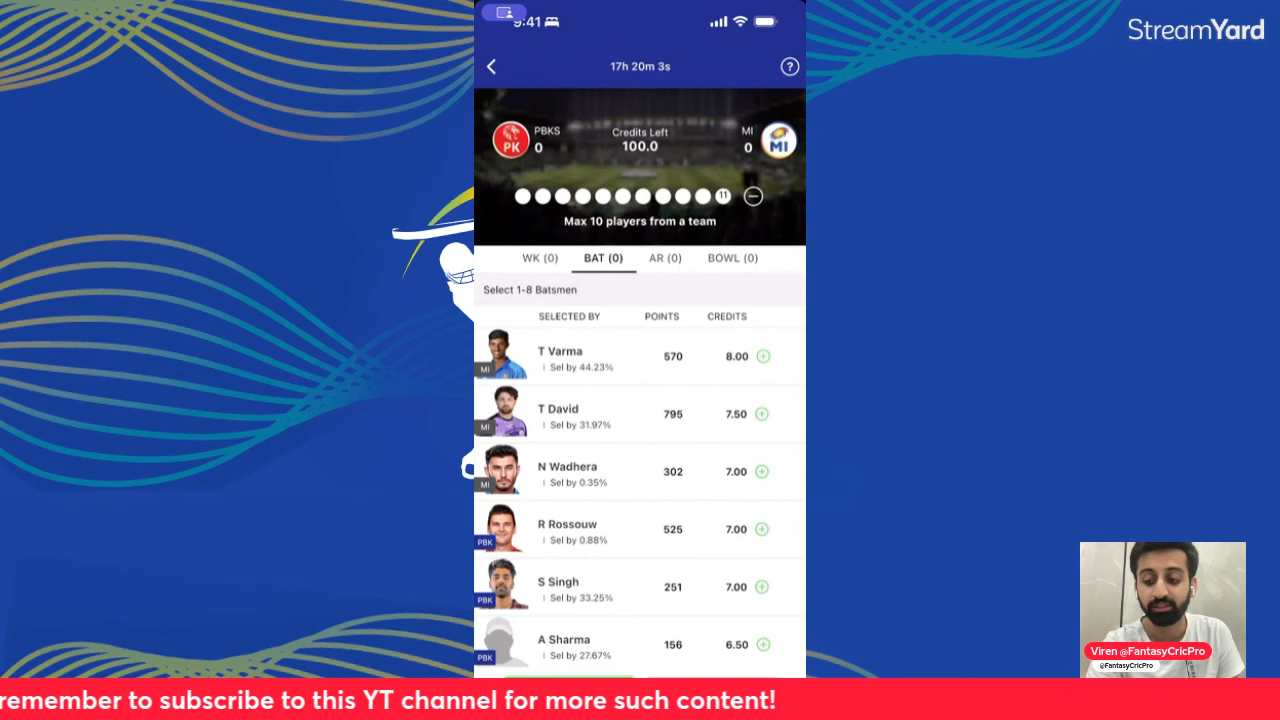 StreamYard
9:41
17h 20m 3s
?
PBKS
0
PK
Credits Left
100.0
MI
0
MI
11
Max 10 players from a team
WK (0) BAT (0) AR (0) BOWL (0)
Select 1-8 Batsmen
SELECTED BY POINTS CREDITS
T Varma
MI
Sel by 44.23%
570 8.00
T David
MI
Sel by 31.97%
795 7.50
N Wadhera
MI
Sel by 0.35%
302 7.00
R Rossouw
PBK
Sel by 0.88%
525 7.00
S Singh
PBK
Sel by 33.25%
251 7.00
A Sharma
PBK
Sel by 27.67%
156 6.50
Viren @FantasyCricPro
@FantasyCricPro
remember to subscribe to this YT channel for more such content!